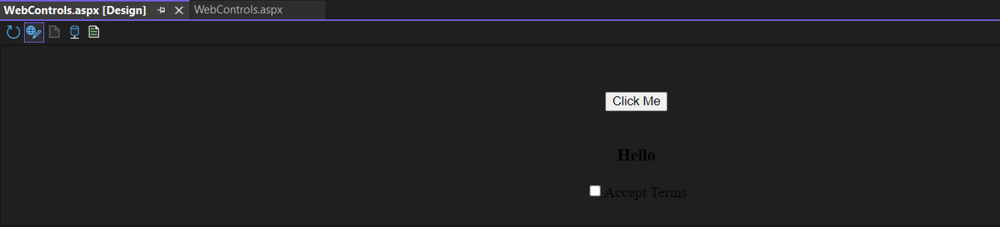 WebControls.aspx [Design] WebControls.aspx
Click Me
Hello
Accept Terms